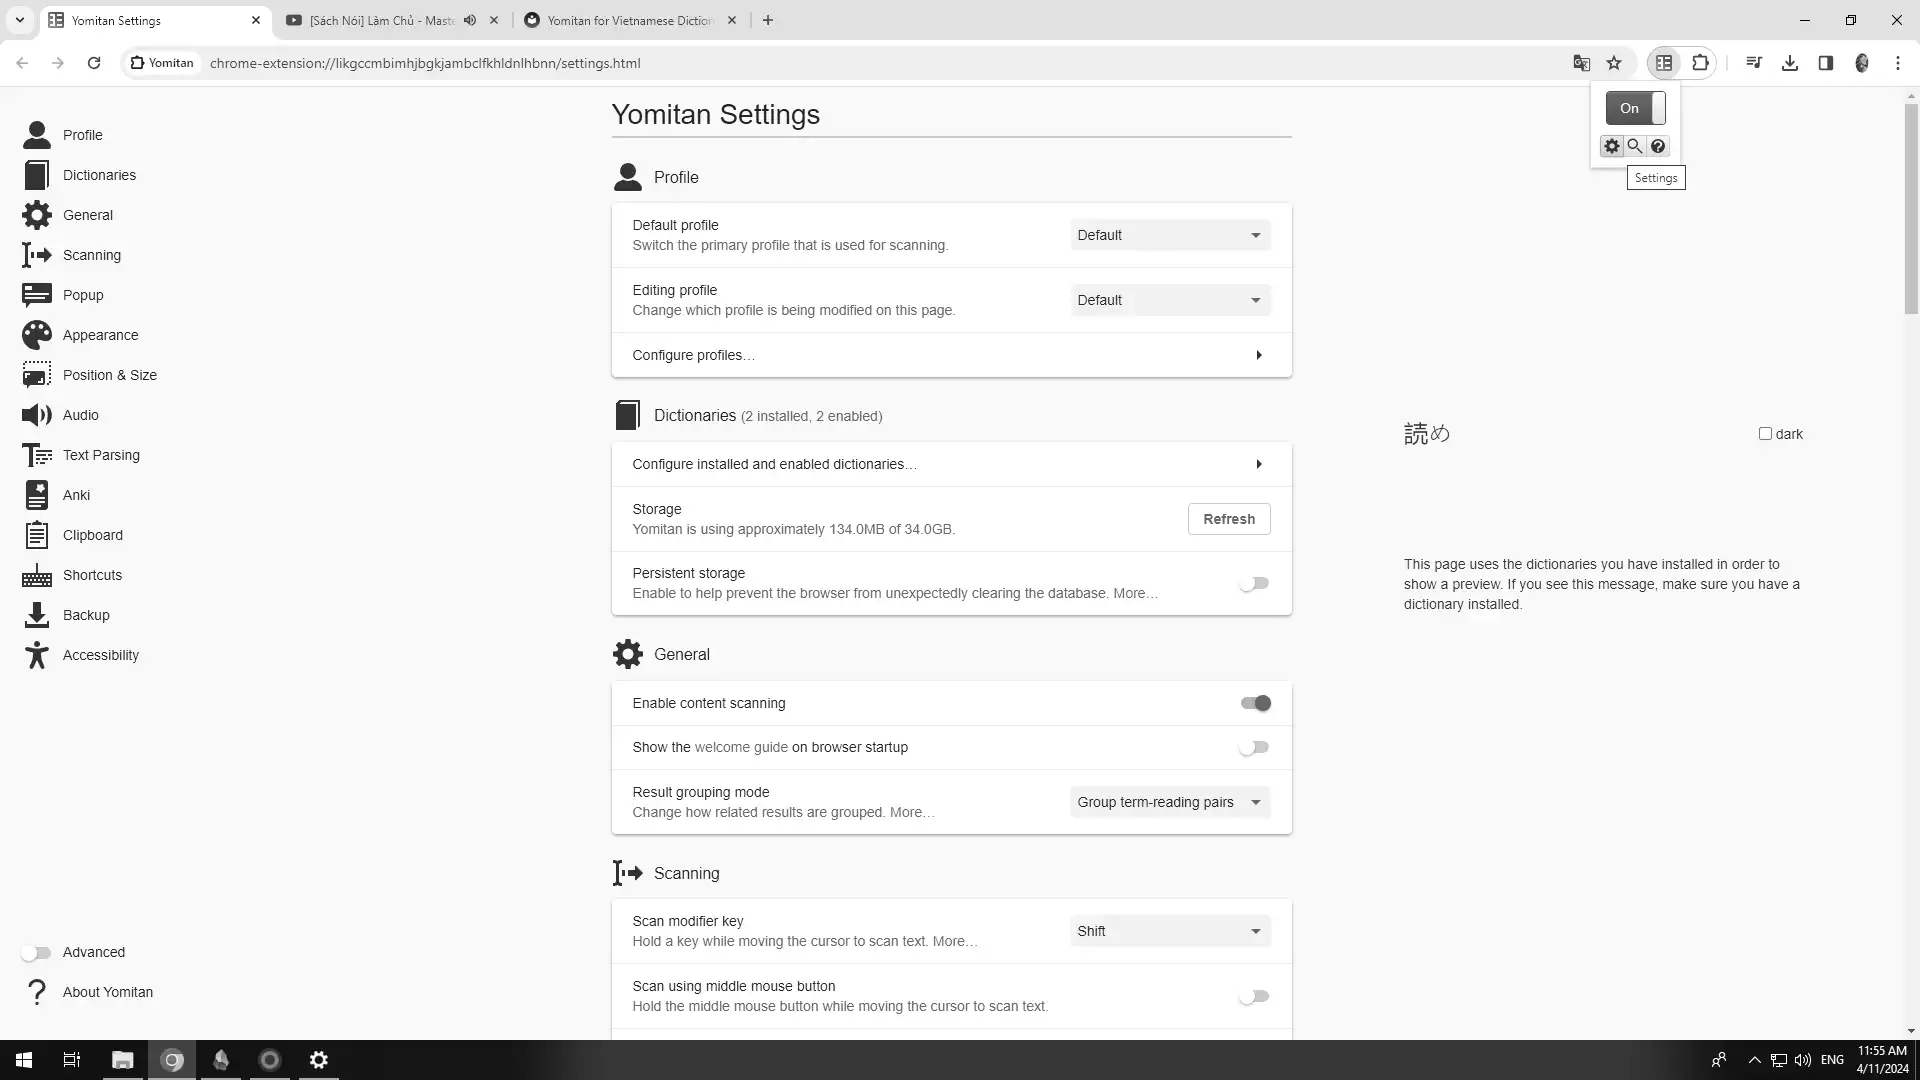 Yomitan Settings
[Sách Nói] Làm Chủ - Maste
Yomitan for Vietnamese Diction
Yomitan
chrome-extension://likgccmbimhjbgkjambclfkhldnlhbnn/settings.html
On
Settings
Profile
Dictionaries
General
Scanning
Popup
Appearance
Position & Size
Audio
Text Parsing
Anki
Clipboard
Shortcuts
Backup
Accessibility
Advanced
About Yomitan
Yomitan Settings
Profile
Default profile
Switch the primary profile that is used for scanning.
Default
Editing profile
Change which profile is being modified on this page.
Default
Configure profiles…
Dictionaries (2 installed, 2 enabled)
Configure installed and enabled dictionaries…
Storage
Yomitan is using approximately 134.0MB of 34.0GB.
Refresh
Persistent storage
Enable to help prevent the browser from unexpectedly clearing the database. More…
General
Enable content scanning
Show the welcome guide on browser startup
Result grouping mode
Change how related results are grouped. More…
Group term-reading pairs
Scanning
Scan modifier key
Hold a key while moving the cursor to scan text. More…
Shift
Scan using middle mouse button
Hold the middle mouse button while moving the cursor to scan text.
読め
dark
This page uses the dictionaries you have installed in order to
show a preview. If you see this message, make sure you have a
dictionary installed.
ENG
11:55 AM
4/11/2024